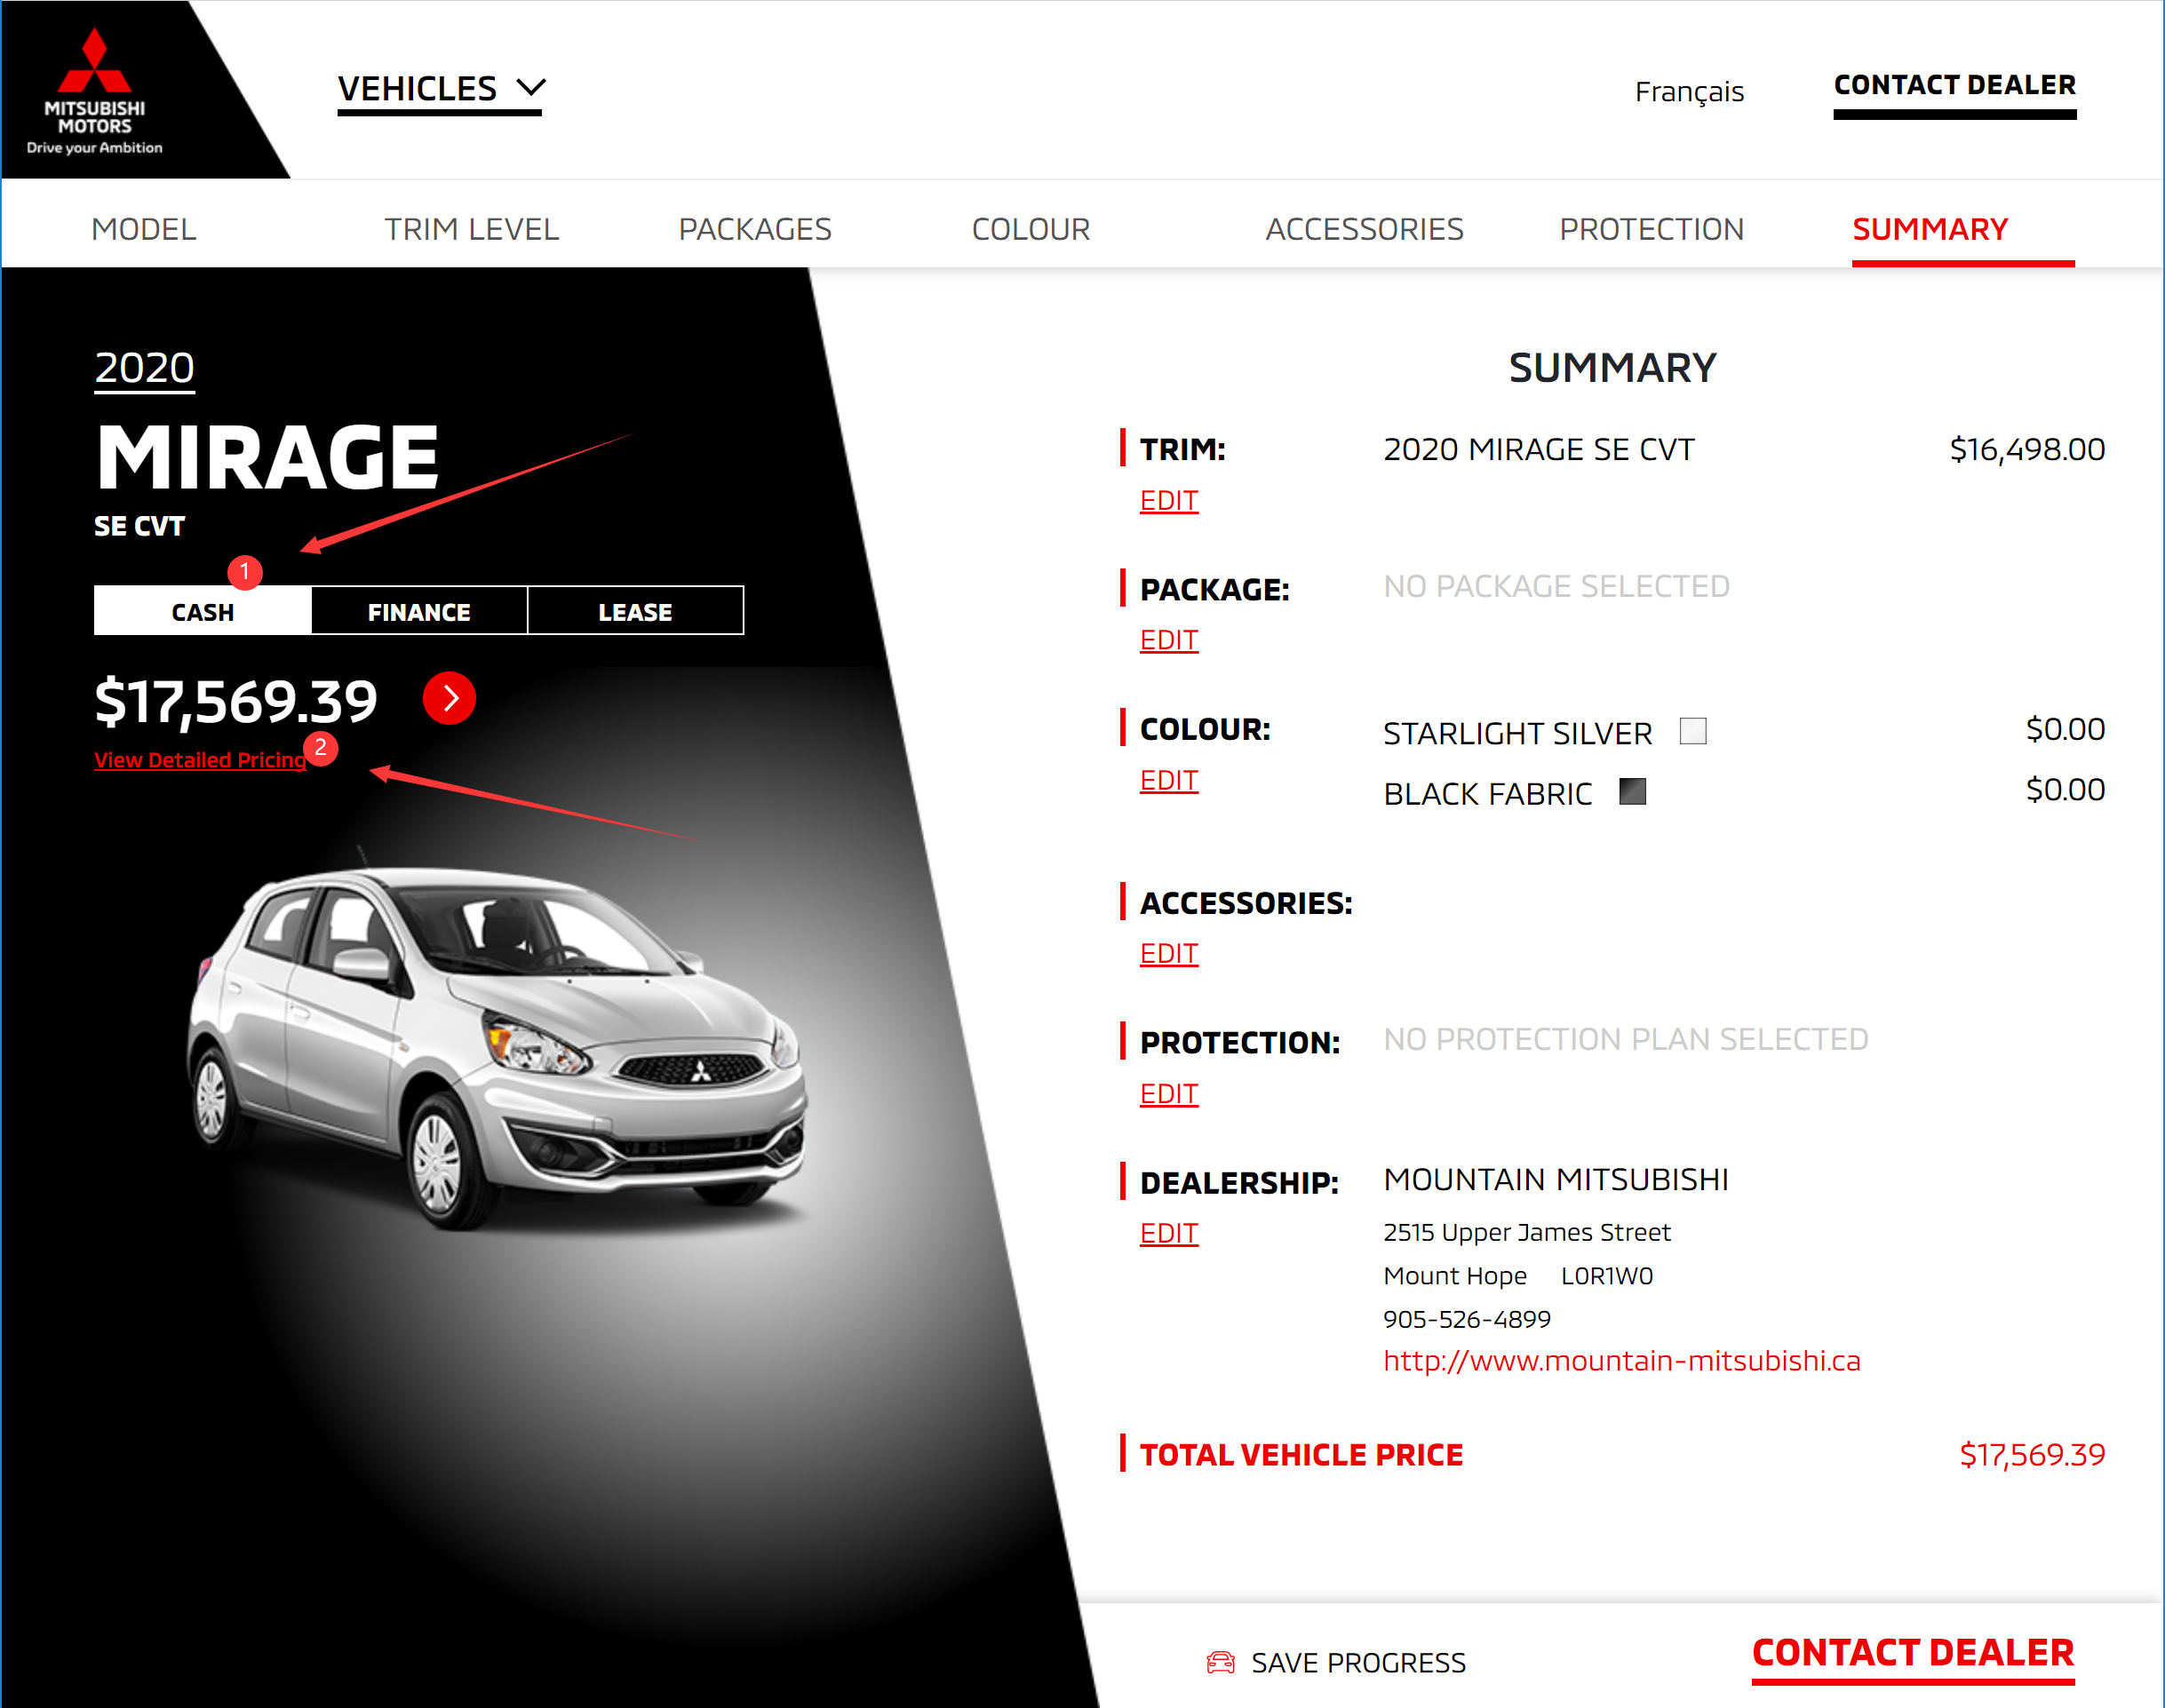 MITSUBISHI
MOTORS
Drive your Ambition
VEHICLES
Français
CONTACT DEALER
MODEL
TRIM LEVEL
PACKAGES
COLOUR
ACCESSORIES
PROTECTION
SUMMARY
2020
MIRAGE
SE CVT
1
CASH
FINANCE
LEASE
$17,569.39
View Detailed Pricing
2
SUMMARY
TRIM: 2020 MIRAGE SE CVT $16,498.00
EDIT
PACKAGE: NO PACKAGE SELECTED
EDIT
COLOUR: STARLIGHT SILVER $0.00
EDIT
BLACK FABRIC $0.00
ACCESSORIES:
EDIT
PROTECTION: NO PROTECTION PLAN SELECTED
EDIT
DEALERSHIP: MOUNTAIN MITSUBISHI
EDIT
2515 Upper James Street
Mount Hope L0R1W0
905-526-4899
http://www.mountain-mitsubishi.ca
TOTAL VEHICLE PRICE $17,569.39
SAVE PROGRESS
CONTACT DEALER